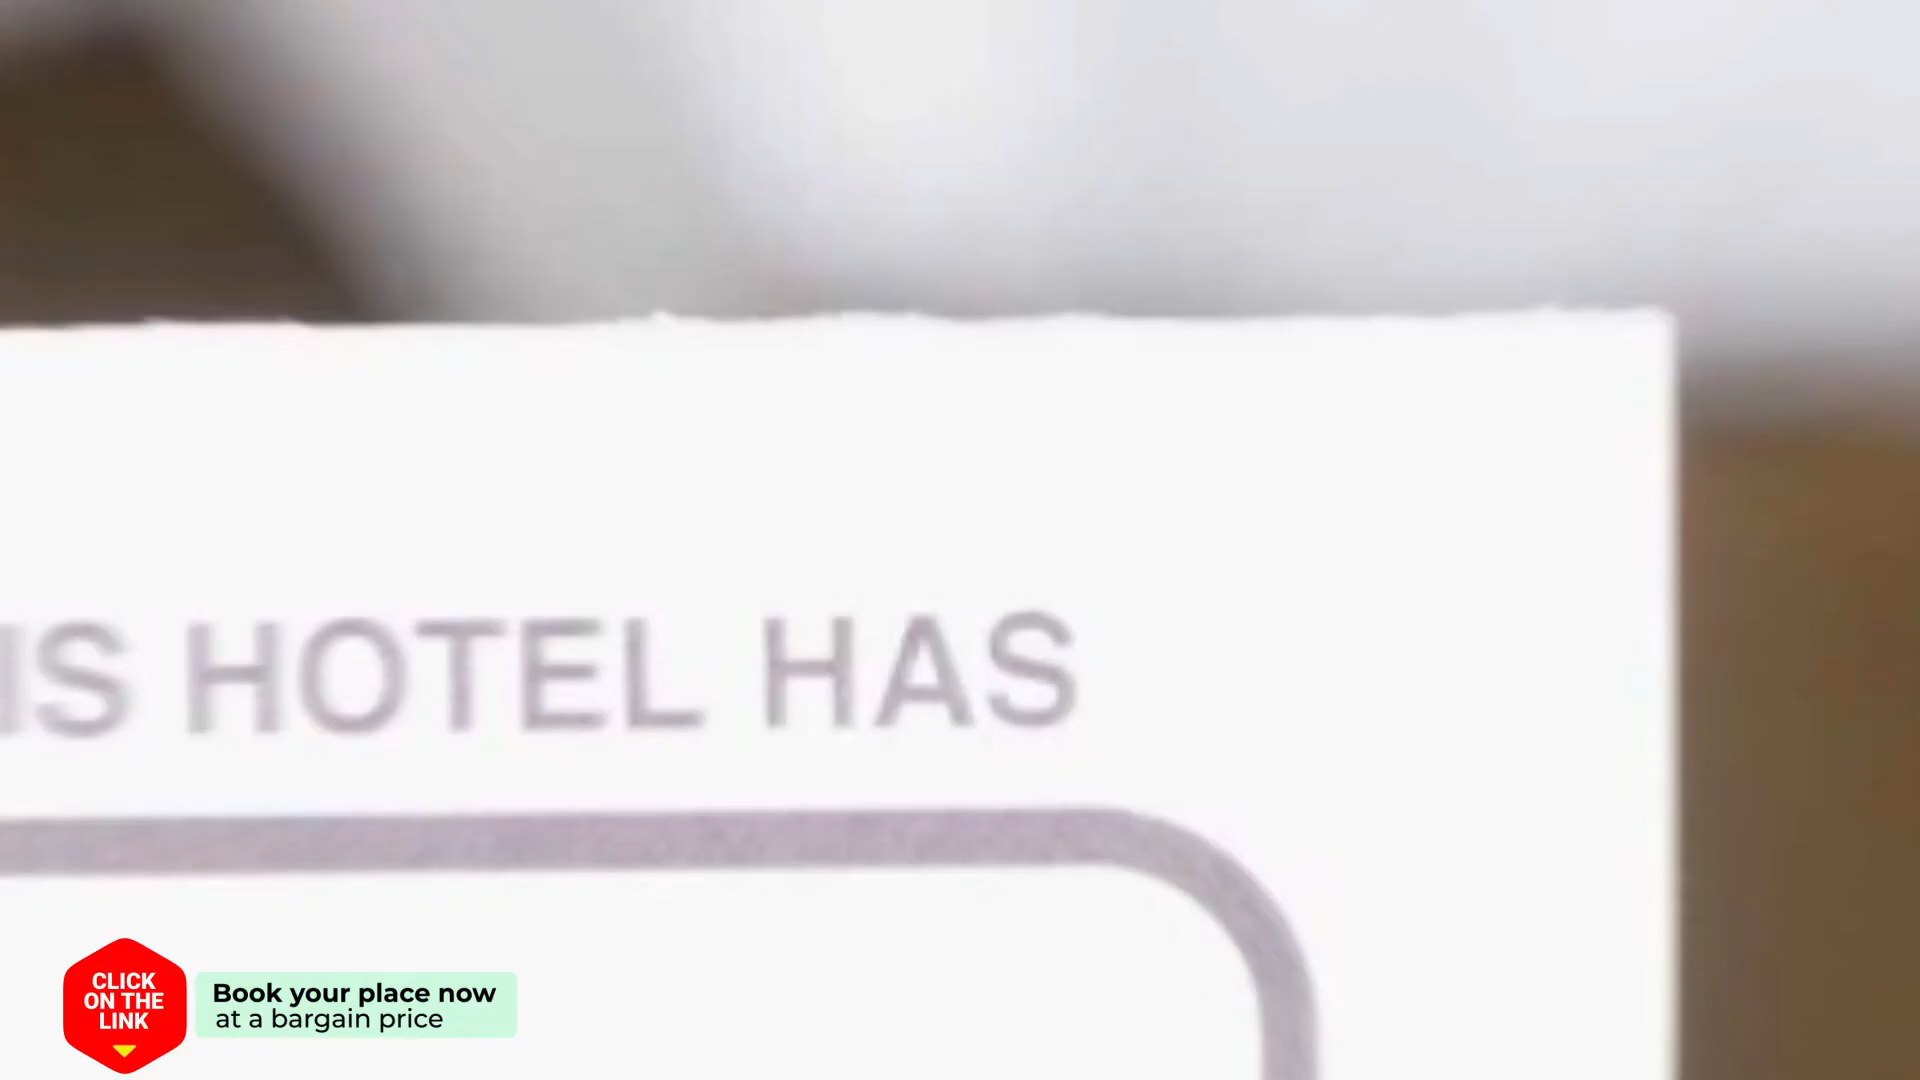 HOTEL HAS
CLICK
ON THE
LINK
Book your place now
at a bargain price